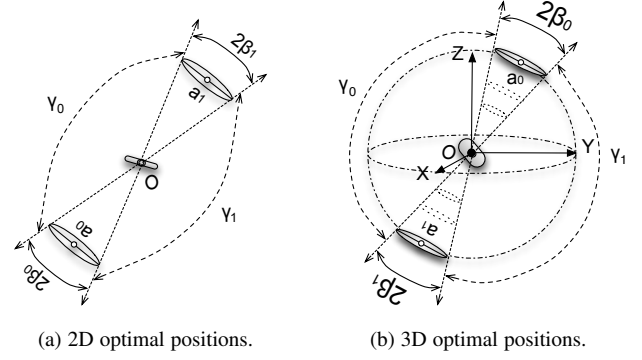 2β₁
a₁
γ₀
O
γ₁
a₀
2β₀
(a) 2D optimal positions.
2β₀
Z
a₀
γ₀
O
Y
X
γ₁
a₁
2β₁
(b) 3D optimal positions.